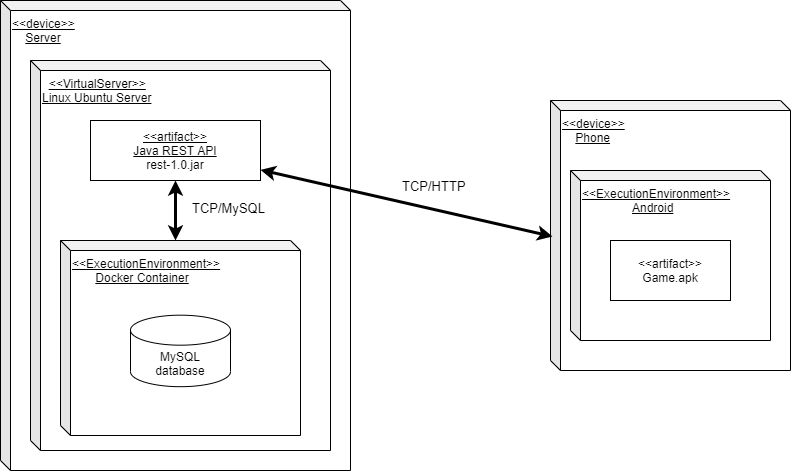 <<device>>
Server
<<VirtualServer>>
Linux Ubuntu Server
<<artifact>>
Java REST API
rest-1.0.jar
TCP/MySQL
<<ExecutionEnvironment>>
Docker Container
MySQL
database
TCP/HTTP
<<device>>
Phone
<<ExecutionEnvironment>>
Android
<<artifact>>
Game.apk